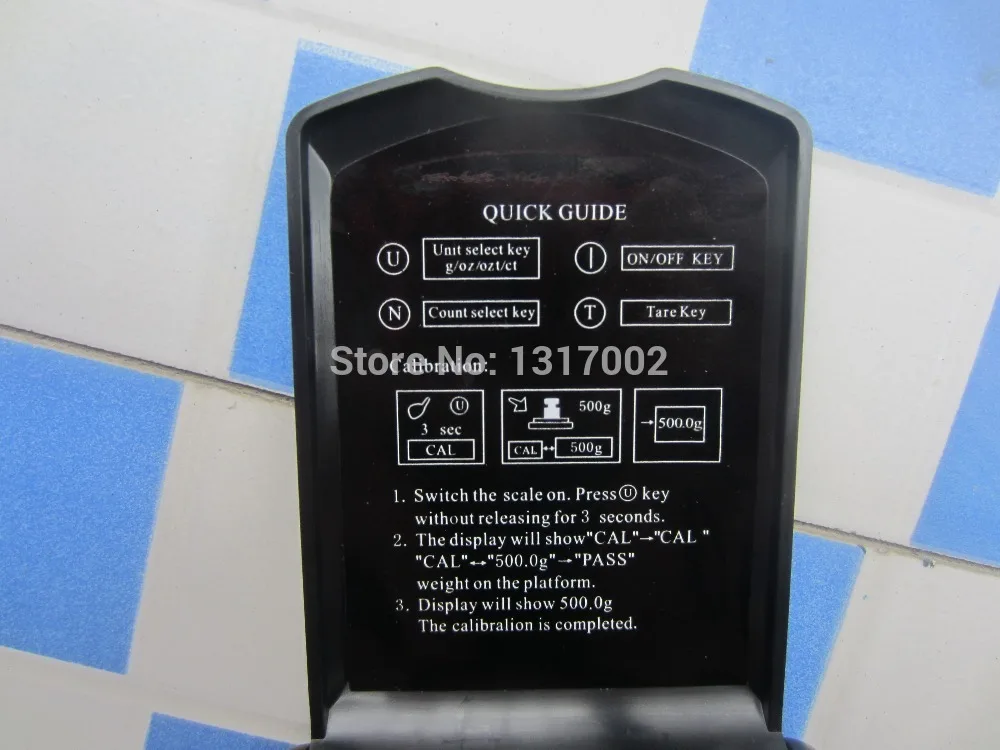 QUICK GUIDE
U Unit select key ON/OFF KEY
g/oz/ozt/ct
N Count select key T Tare Key
Store No: 1317002
Calibration:
U 500g
3 sec 500.0g
CAL CAL 500g
1. Switch the scale on. Press U key
without releasing for 3 seconds.
2. The display will show"CAL"→"CAL "
"CAL"↔"500.0g"→"PASS"
weight on the platform.
3. Display will show 500.0g
The calibralion is completed.